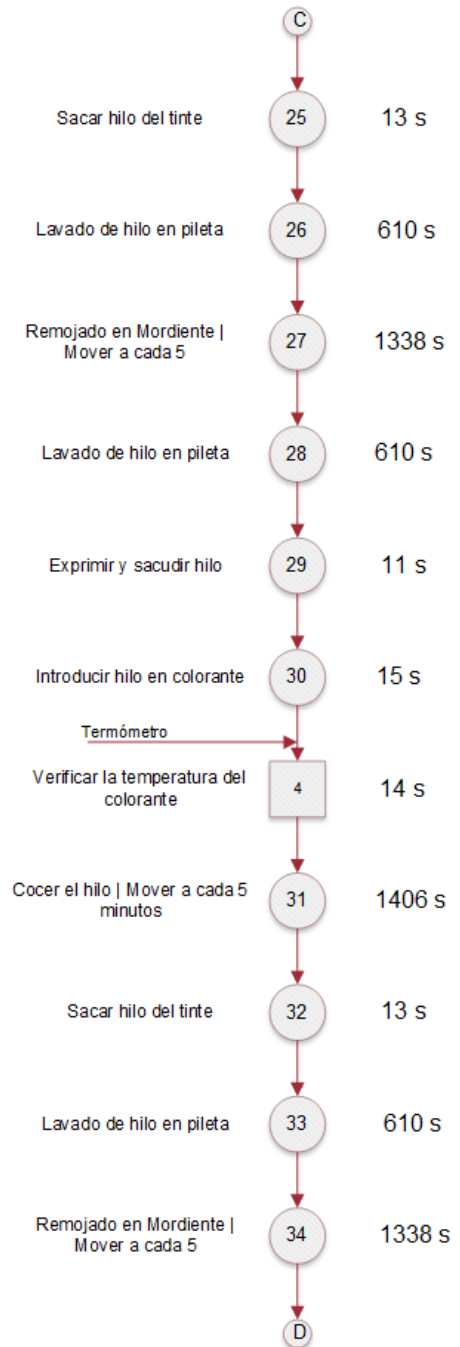 C
Sacar hilo del tinte 25 13 s
Lavado de hilo en pileta 26 610 s
Remojado en Mordiente |
Mover a cada 5
27 1338 s
Lavado de hilo en pileta 28 610 s
Exprimir y sacudir hilo 29 11 s
Introducir hilo en colorante 30 15 s
Termómetro
Verificar la temperatura del
colorante
4 14 s
Cocer el hilo | Mover a cada 5
minutos
31 1406 s
Sacar hilo del tinte 32 13 s
Lavado de hilo en pileta 33 610 s
Remojado en Mordiente |
Mover a cada 5
34 1338 s
D